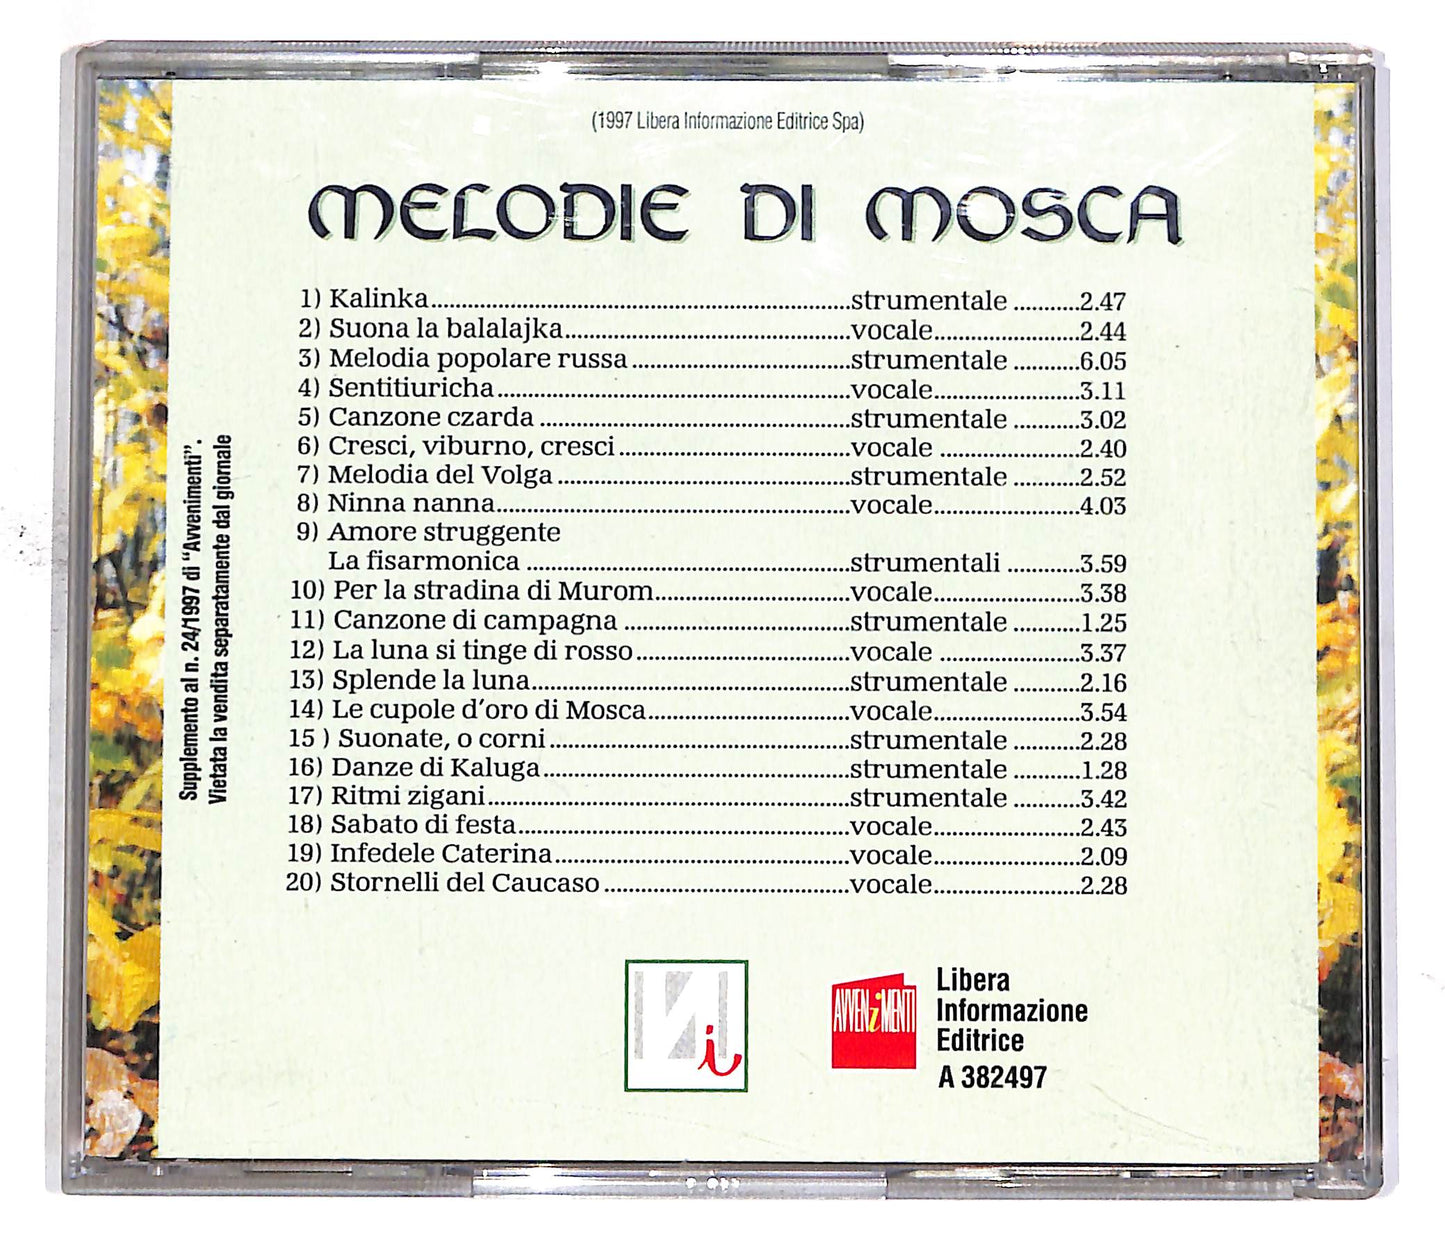 (1997 Libera Informazione Editrice Spa)
MELODIE DI MOSCA
1) Kalinka......strumentale ......2.47
2) Suona la balalajka......vocale......2.44
3) Melodia popolare russa ......strumentale ......6.05
4) Sentitiuricha......vocale ......3.11
5) Canzone czarda ......strumentale ......3.02
6) Cresci, viburno, cresci......vocale ......2.40
7) Melodia del Volga ......strumentale ......2.52
8) Ninna nanna......vocale......4.03
9) Amore struggente
La fisarmonica ......strumentali ......3.59
10) Per la stradina di Murom......vocale......3.38
11) Canzone di campagna ......strumentale ......1.25
12) La luna si tinge di rosso......vocale ......3.37
13) Splende la luna......strumentale ......2.16
14) Le cupole d'oro di Mosca......vocale......3.54
15 ) Suonate, o corni......strumentale ......2.28
16) Danze di Kaluga......strumentale ......1.28
17) Ritmi zigani......strumentale ......3.42
18) Sabato di festa......vocale......2.43
19) Infedele Caterina......vocale......2.09
20) Stornelli del Caucaso ......vocale......2.28
Supplemento al n. 24/1997 di "Avvenimenti".
Vietata la vendita separatamente dal giornale
AVVENiMENTI
Libera
Informazione
Editrice
A 382497